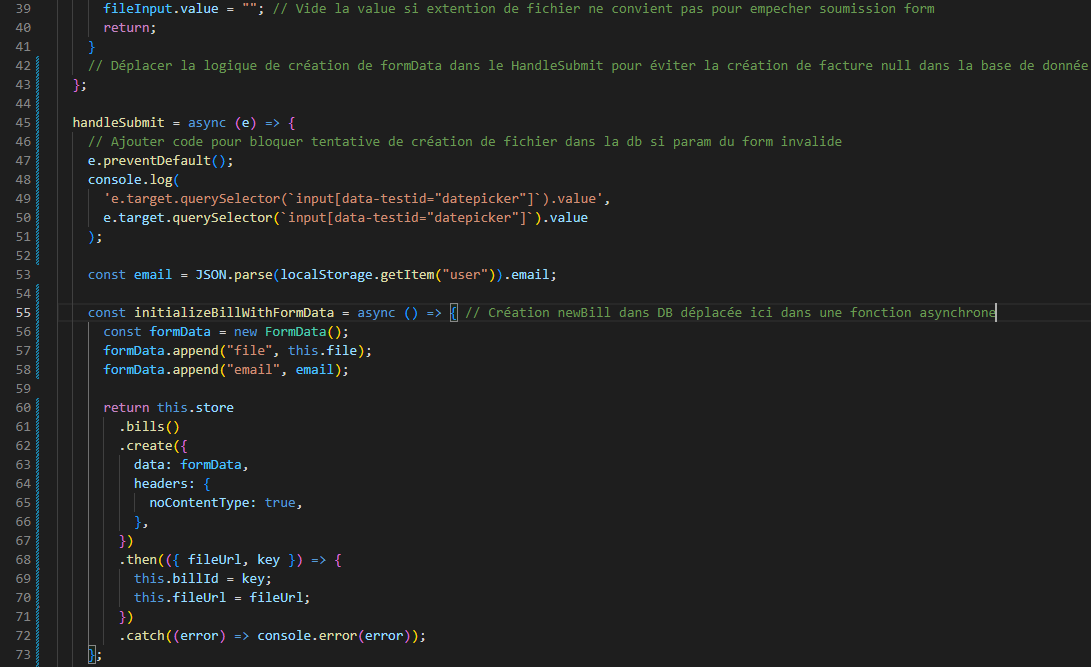 39 fileInput.value = ""; // Vide la value si extention de fichier ne convient pas pour empecher soumission form
40 return;
41 }
42 // Déplacer la logique de création de formData dans le HandleSubmit pour éviter la création de facture null dans la base de donnée
43 };
44
45 handleSubmit = async (e) => {
46 // Ajouter code pour bloquer tentative de création de fichier dans la db si param du form invalide
47 e.preventDefault();
48 console.log(
49 'e.target.querySelector(`input[data-testid="datepicker"]`).value',
50 e.target.querySelector(`input[data-testid="datepicker"]`).value
51 );
52
53 const email = JSON.parse(localStorage.getItem("user")).email;
54
55 const initializeBillWithFormData = async () => { // Création newBill dans DB déplacée ici dans une fonction asynchrone
56 const formData = new FormData();
57 formData.append("file", this.file);
58 formData.append("email", email);
59
60 return this.store
61 .bills()
62 .create({
63 data: formData,
64 headers: {
65 noContentType: true,
66 },
67 })
68 .then(({ fileUrl, key }) => {
69 this.billId = key;
70 this.fileUrl = fileUrl;
71 })
72 .catch((error) => console.error(error));
73 };